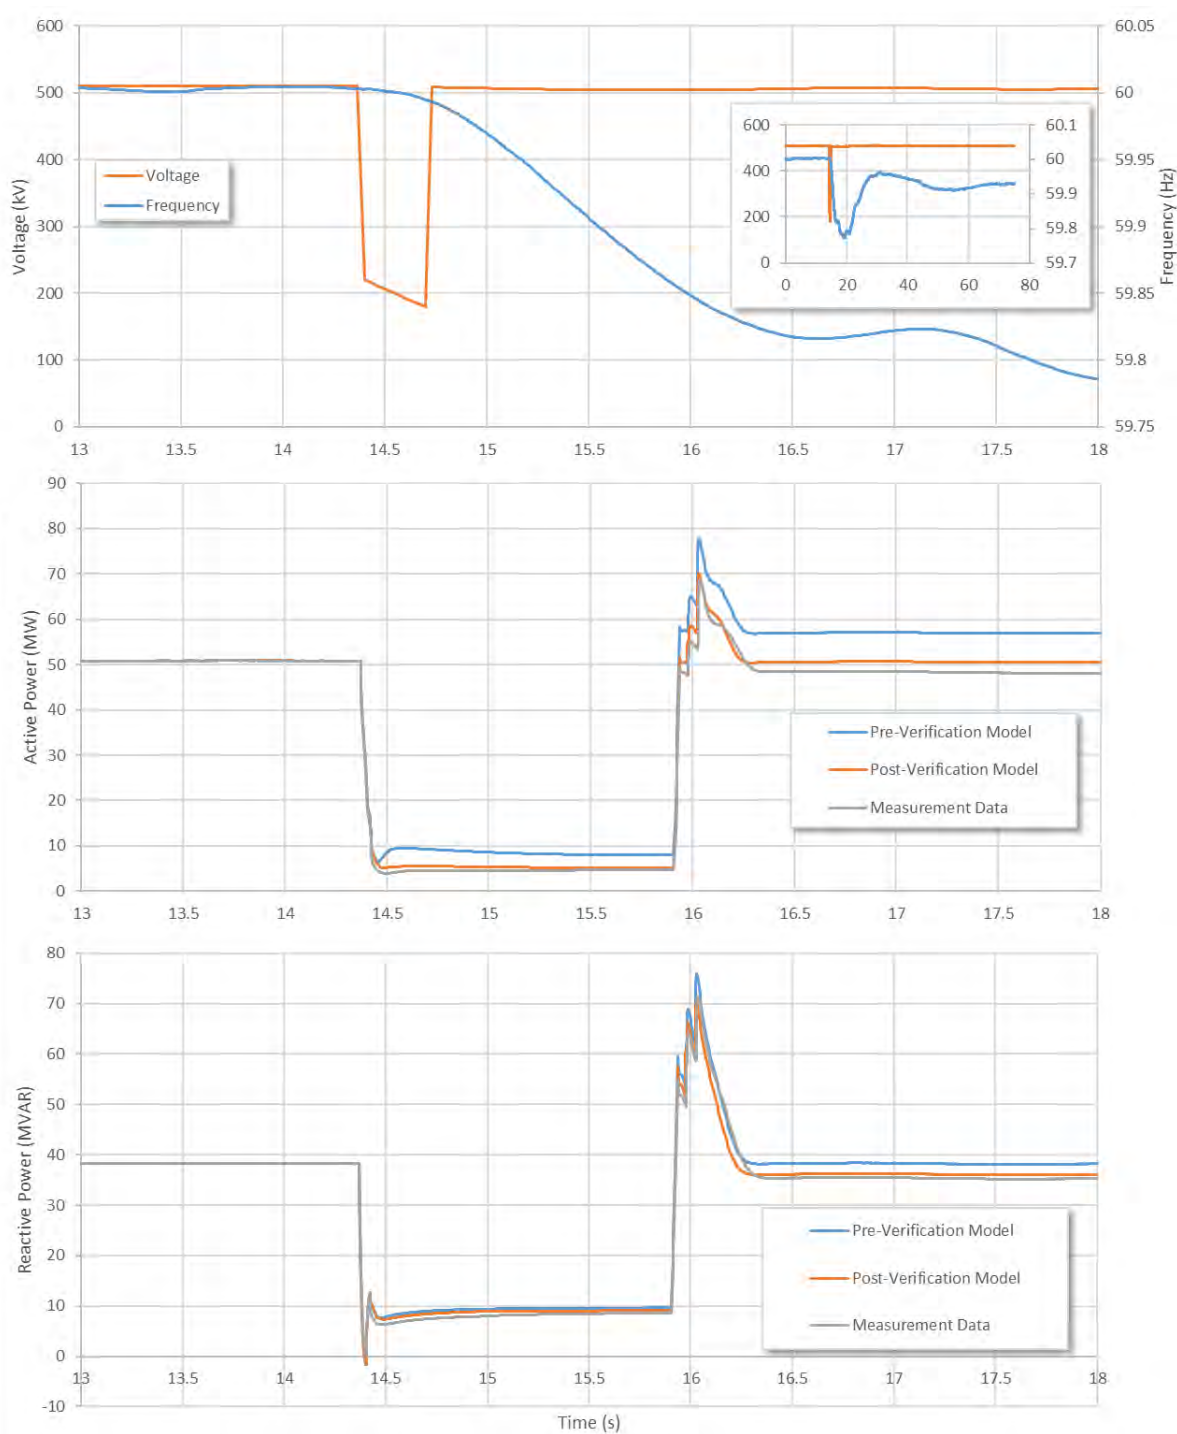 600
500
400
300
200
100
0
Voltage (kV)
60.05
60
59.95
59.9
59.85
59.8
59.75
Frequency (Hz)
Voltage
Frequency
600
400
200
0
60.1
60
59.9
59.8
59.7
0 20 40 60 80
13 13.5 14 14.5 15 15.5 16 16.5 17 17.5 18
90
80
70
60
50
40
30
20
10
0
Active Power (MW)
Pre-Verification Model
Post-Verification Model
Measurement Data
13 13.5 14 14.5 15 15.5 16 16.5 17 17.5 18
80
70
60
50
40
30
20
10
0
-10
Reactive Power (MVAR)
Pre-Verification Model
Post-Verification Model
Measurement Data
13 13.5 14 14.5 15 15.5 16 16.5 17 17.5 18
Time (s)